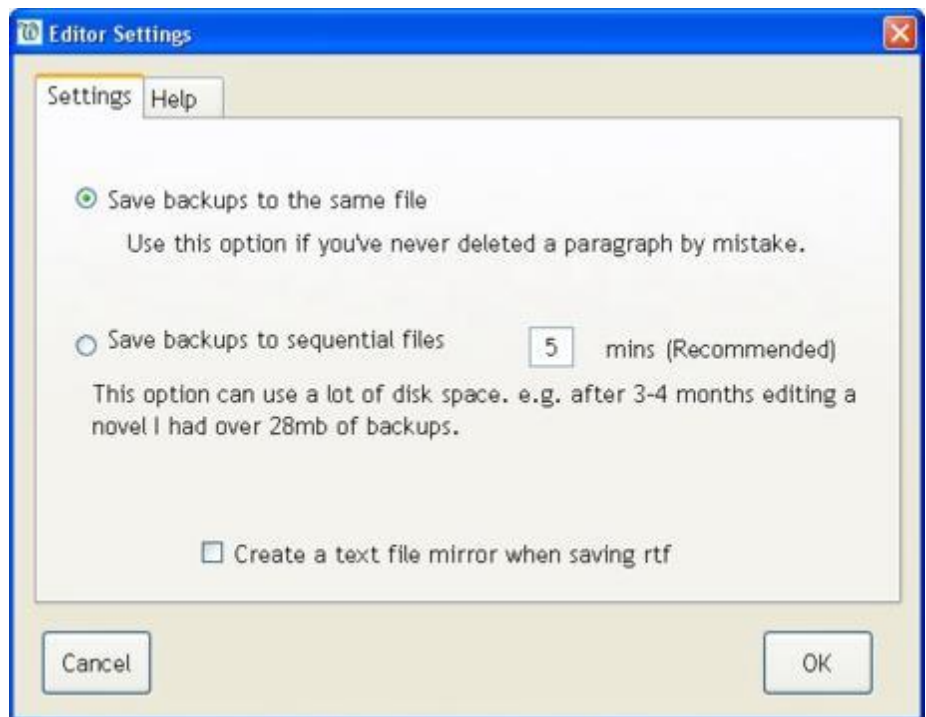 Editor Settings
Settings Help
Save backups to the same file
Use this option if you've never deleted a paragraph by mistake.
Save backups to sequential files 5 mins (Recommended)
This option can use a lot of disk space. e.g. after 3-4 months editing a
novel I had over 28mb of backups.
Create a text file mirror when saving rtf
Cancel OK